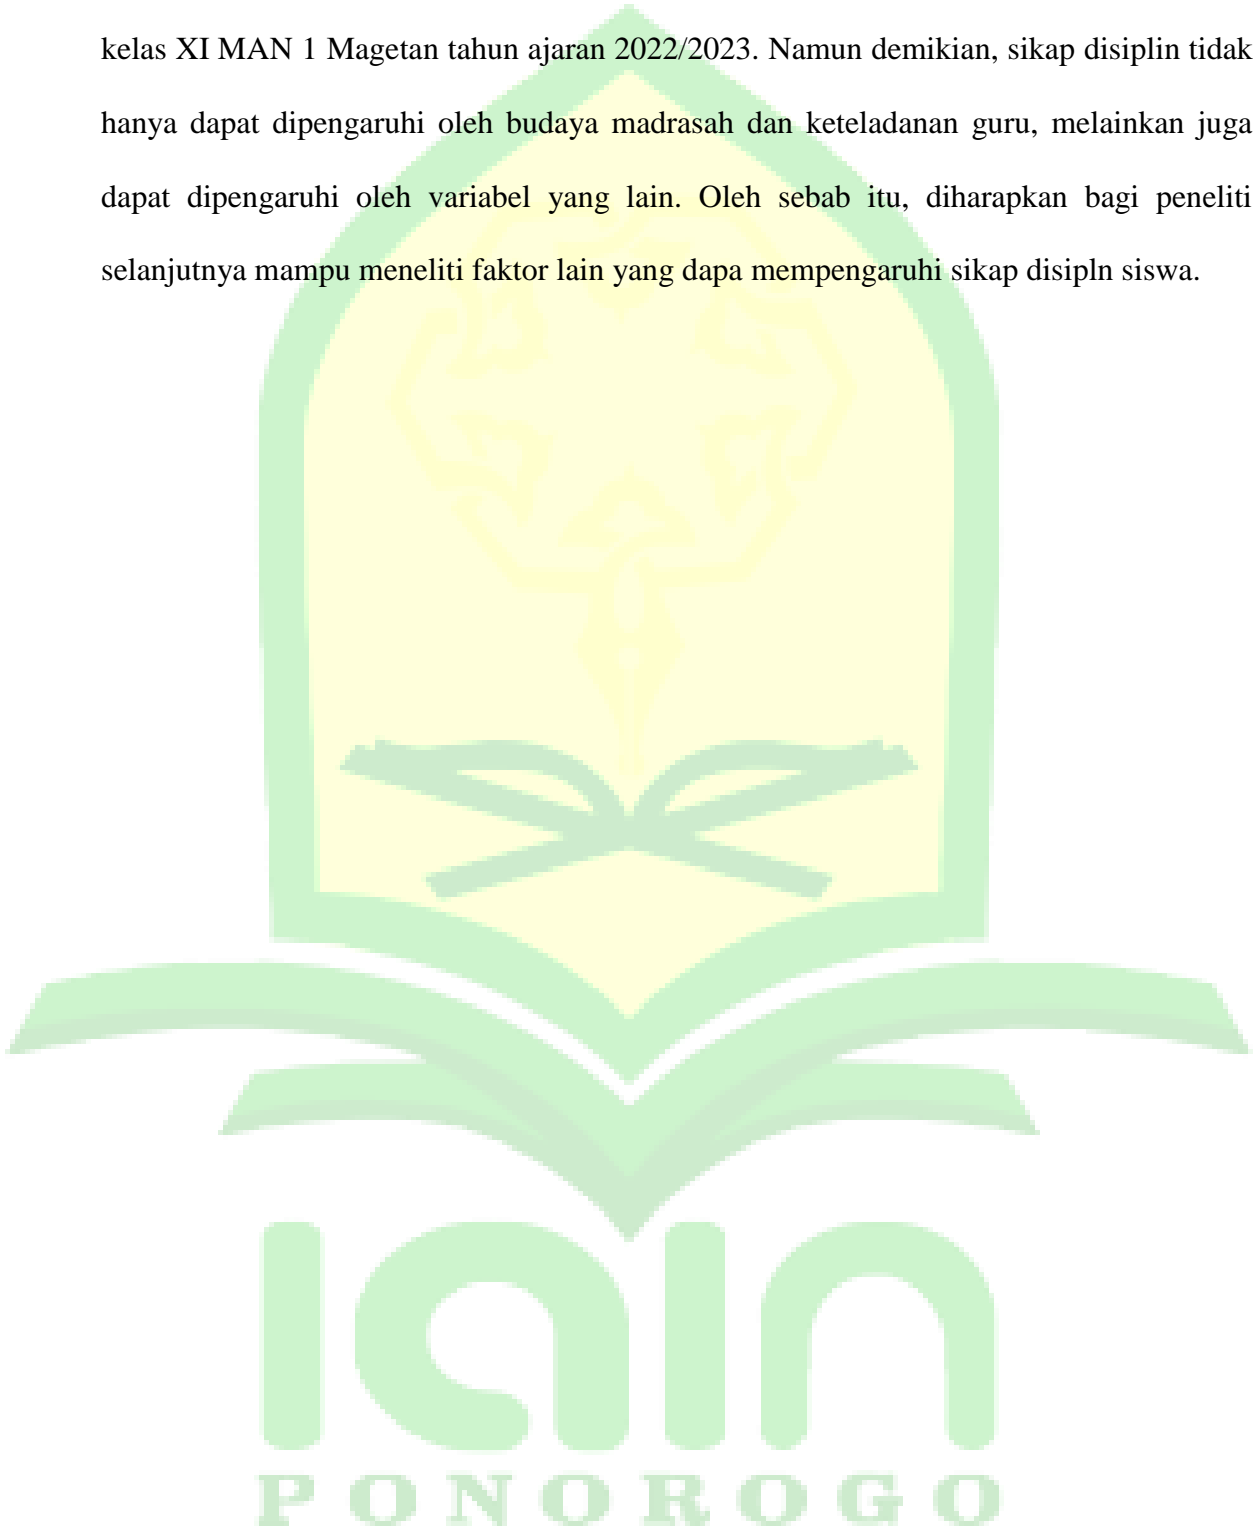 kelas XI MAN 1 Magetan tahun ajaran 2022/2023. Namun demikian, sikap disiplin tidak
hanya dapat dipengaruhi oleh budaya madrasah dan keteladanan guru, melainkan juga
dapat dipengaruhi oleh variabel yang lain. Oleh sebab itu, diharapkan bagi peneliti
selanjutnya mampu meneliti faktor lain yang dapa mempengaruhi sikap disipln siswa.
iain
PONOROGO